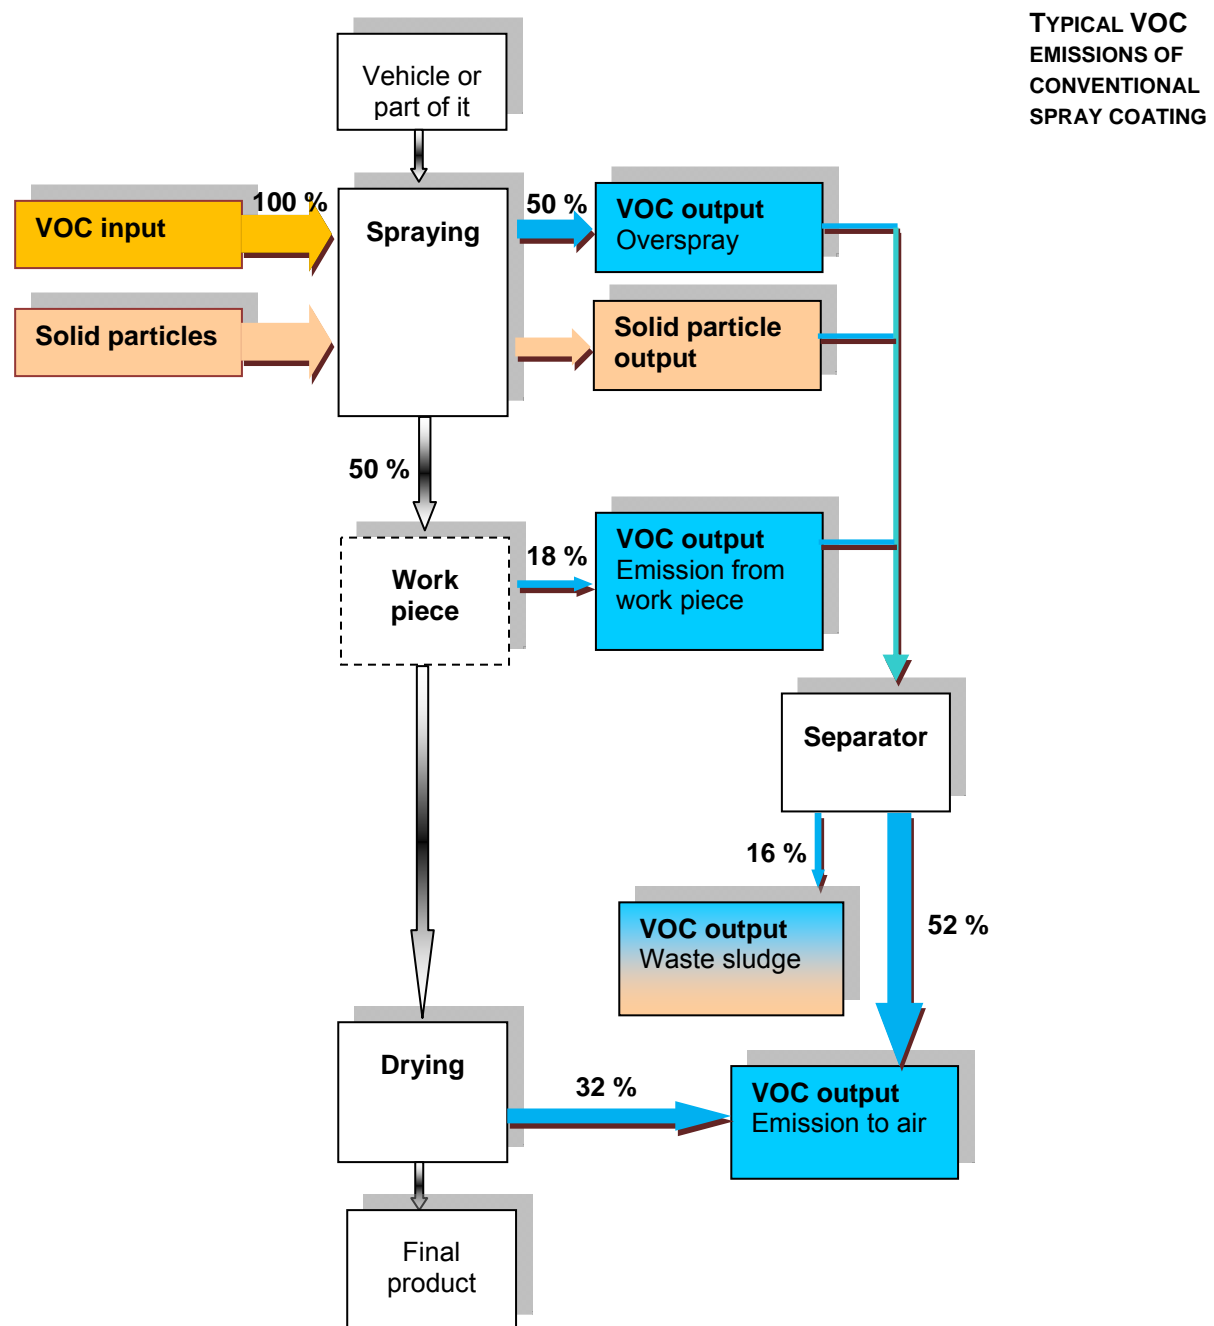 TYPICAL VOC
EMISSIONS OF
CONVENTIONAL
SPRAY COATING
Vehicle or
part of it
100 %
VOC input
Spraying
50 %
VOC output
Overspray
Solid particles
Solid particle
output
50 %
Work
piece
18 %
VOC output
Emission from
work piece
Separator
16 %
52 %
VOC output
Waste sludge
Drying
32 %
VOC output
Emission to air
Final
product